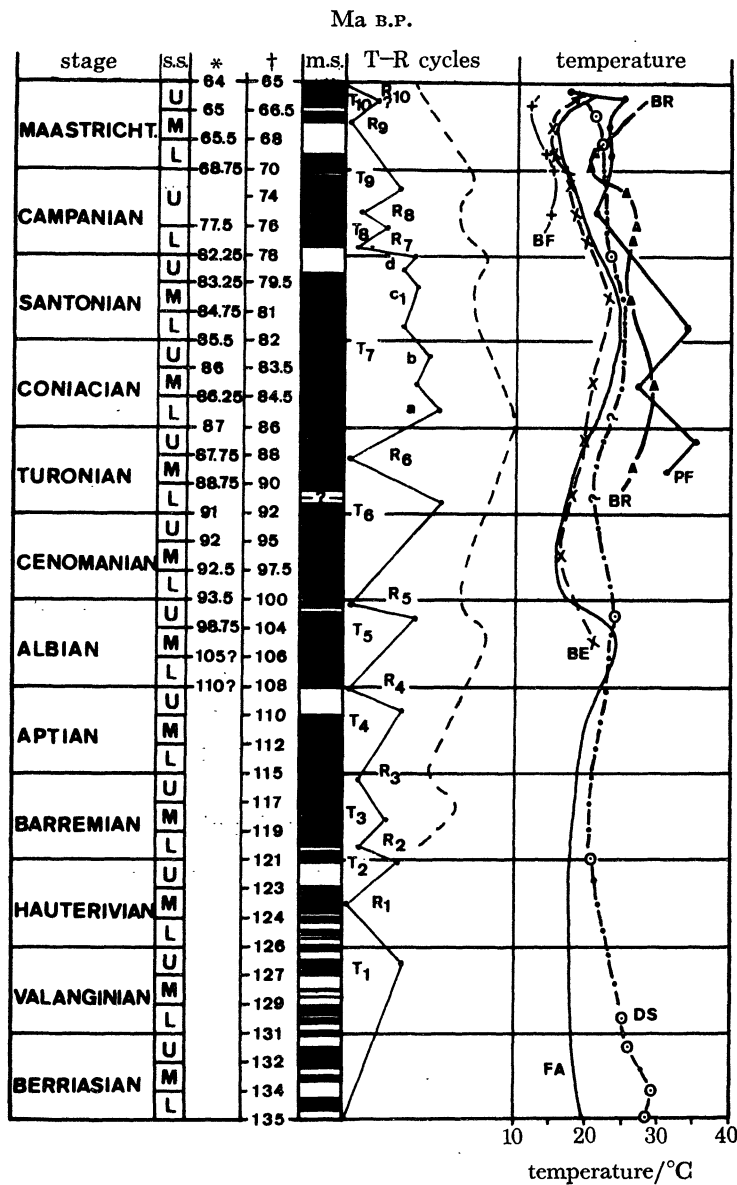 Ma B.P.
stage s.s. * † m.s. T–R cycles temperature
64 65
U T10 ? R10 BR
65 66.5
MAASTRICHT. M R9
65.5 68
L
68.75 70
T9
U 74
R8
CAMPANIAN 77.5 76
L T8 R7 BF
82.25 78
U d
83.25 79.5
SANTONIAN M c1
84.75 81
L
85.5 82
U T7 b
86 83.5
CONIACIAN M
86.25 84.5
L a ?
87 86
U
87.75 88 R6
TURONIAN M PF
88.75 90
L ? ? BR
91 92 T6
U
92 95
CENOMANIAN M
92.5 97.5
L
93.5 100 R5
U
98.75 104 T5
ALBIAN M BE
105? 106
L
110? 108 R4
U
110 T4
APTIAN M
112
L
115 R3
U
117
BARREMIAN M T3
119
L R2
121 T2
U
123
HAUTERIVIAN M R1
124
L
126
U T1
127
VALANGINIAN M
129
L DS
131
U
132
BERRIASIAN M FA
134
L
135
10 20 30 40
temperature/°C